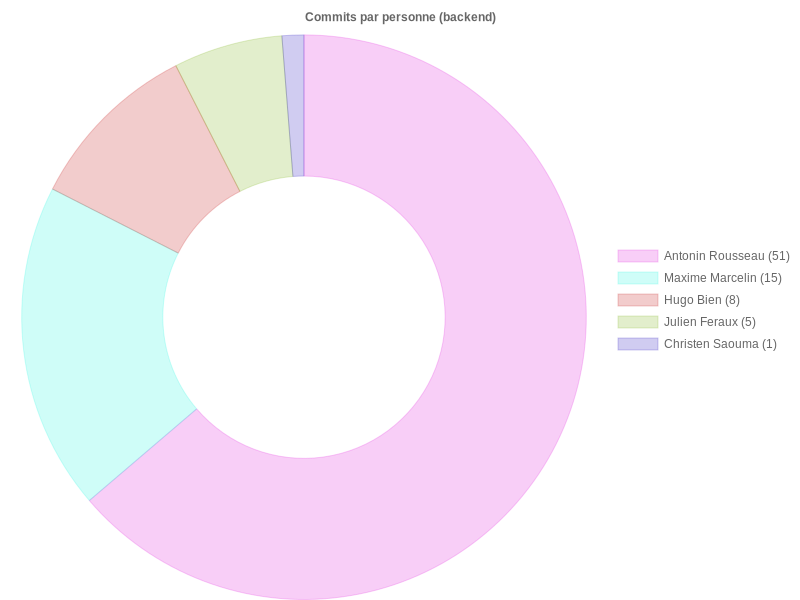 Commits par personne (backend)
Antonin Rousseau (51)
Maxime Marcelin (15)
Hugo Bien (8)
Julien Feraux (5)
Christen Saouma (1)